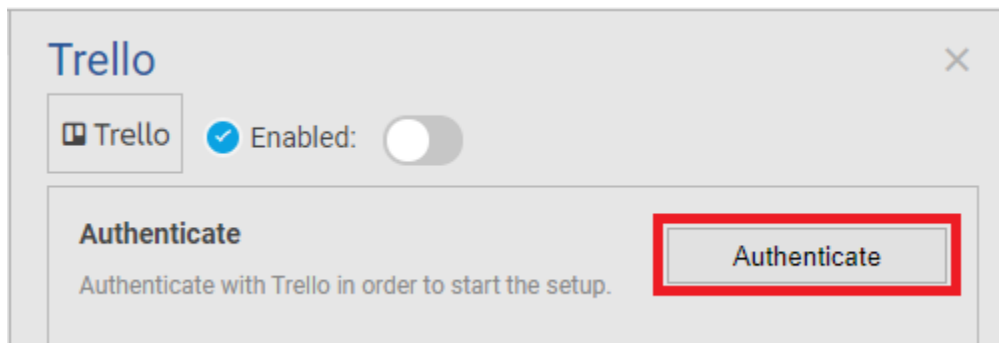 Trello
Trello Enabled:
Authenticate
Authenticate with Trello in order to start the setup.
Authenticate